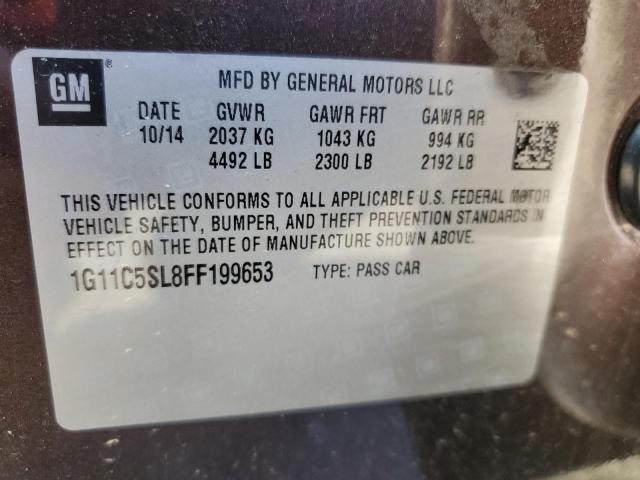 GM®
MFD BY GENERAL MOTORS LLC
DATE GVWR GAWR FRT GAWR RR
10/14 2037 KG 1043 KG 994 KG
4492 LB 2300 LB 2192 LB
THIS VEHICLE CONFORMS TO ALL APPLICABLE U.S. FEDERAL MOTOR
VEHICLE SAFETY, BUMPER, AND THEFT PREVENTION STANDARDS IN
EFFECT ON THE DATE OF MANUFACTURE SHOWN ABOVE.
1G11C5SL8FF199653 TYPE: PASS CAR